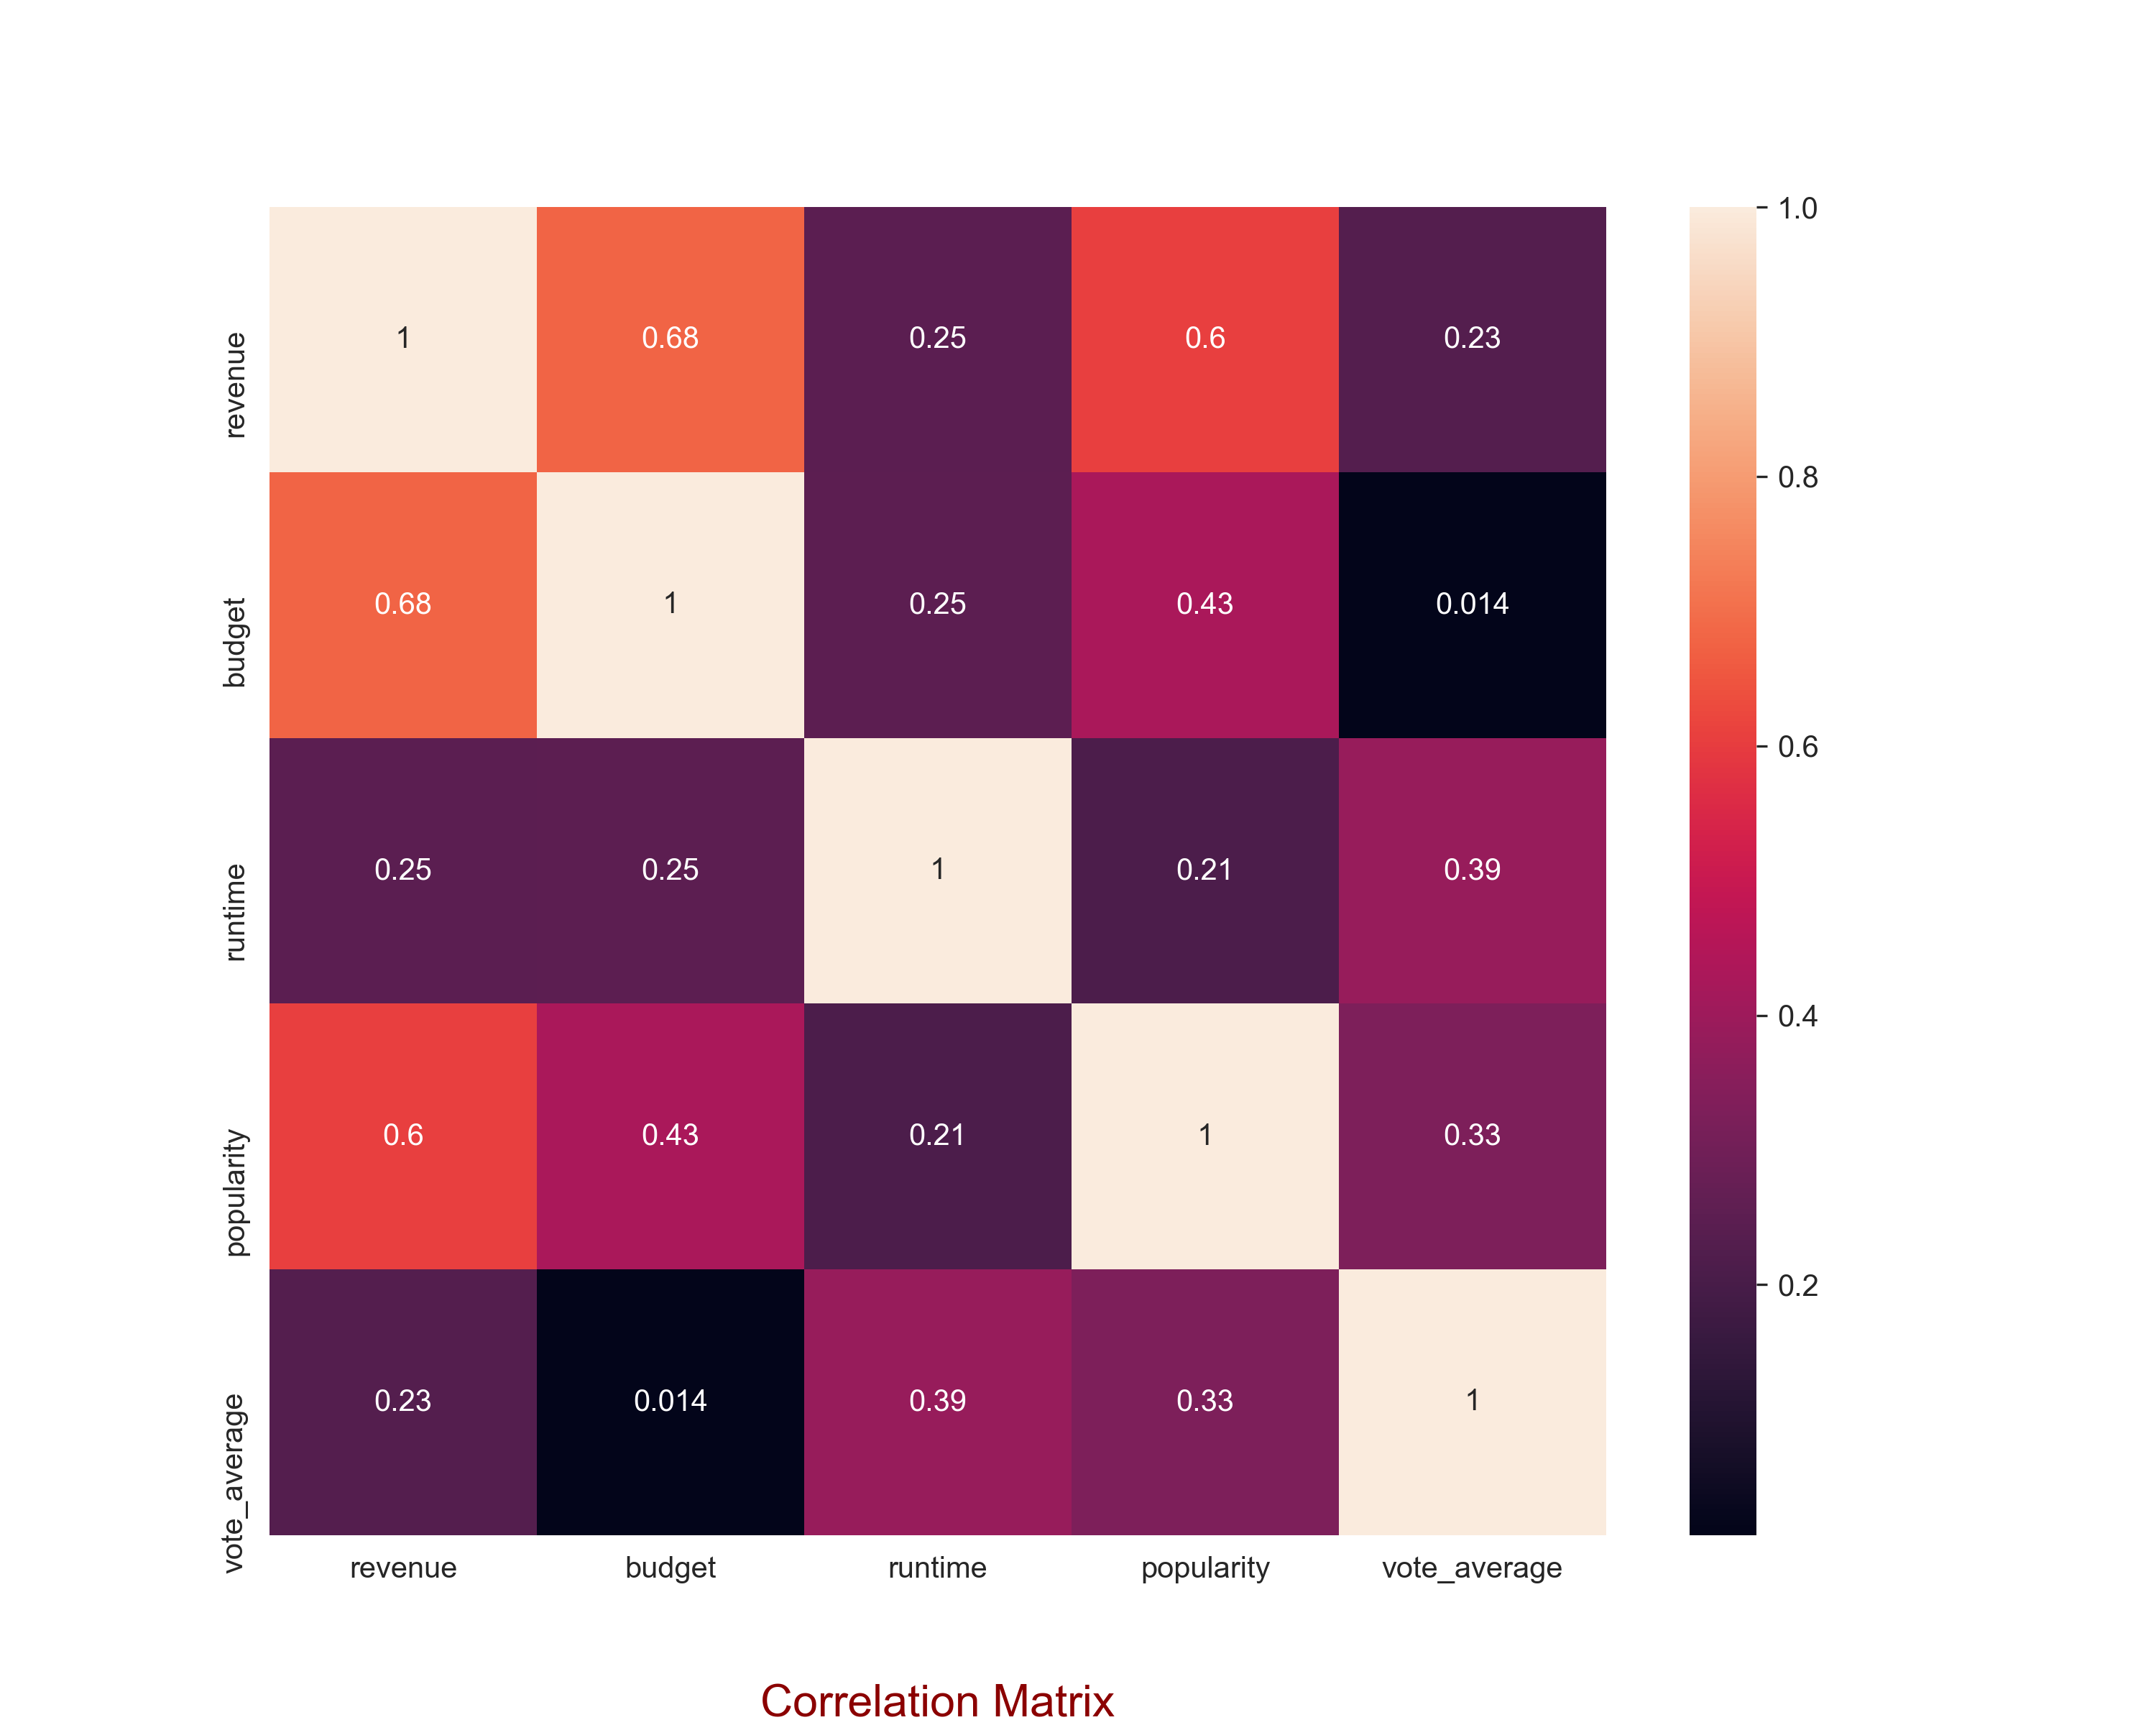 1.0
revenue 1 0.68 0.25 0.6 0.23
0.8
budget 0.68 1 0.25 0.43 0.014
0.6
runtime 0.25 0.25 1 0.21 0.39
0.4
popularity 0.6 0.43 0.21 1 0.33
0.2
vote_average 0.23 0.014 0.39 0.33 1
revenue budget runtime popularity vote_average
Correlation Matrix